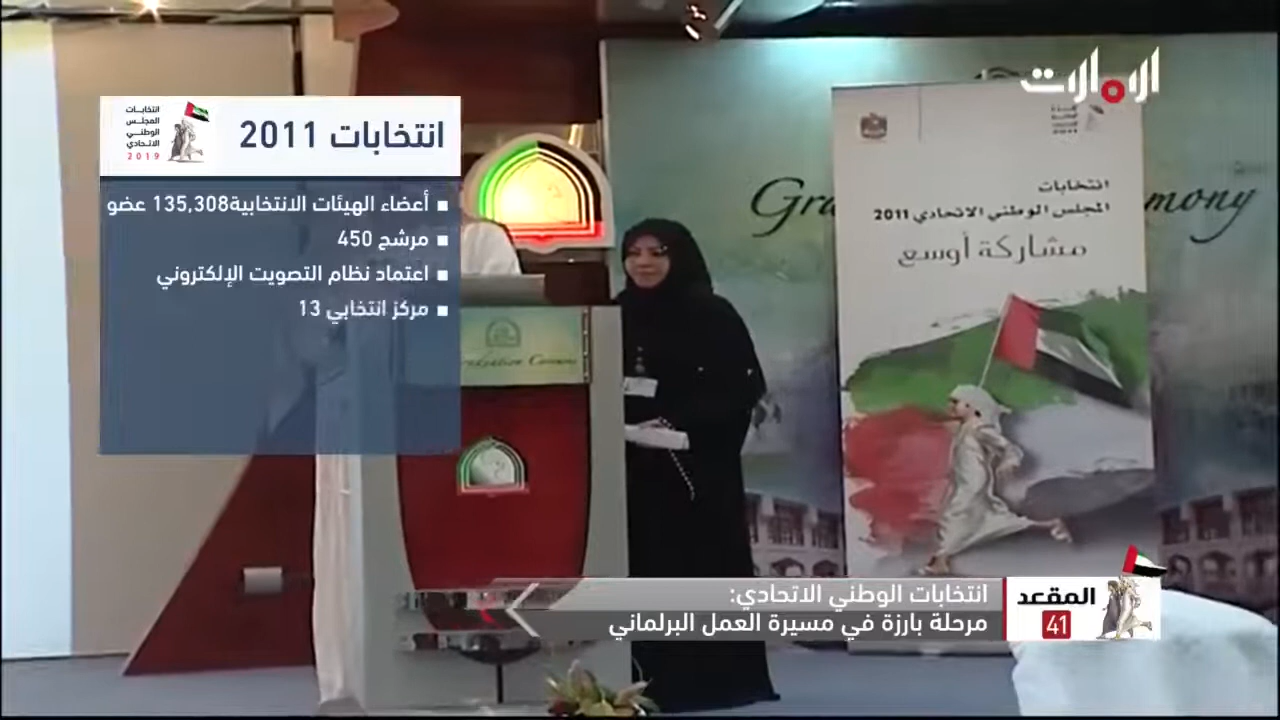 الإمارات
انتخابات
المجلس
الوطني
الاتحادي
2019
انتخابات 2011
أعضاء الهيئات الانتخابية135,308 عضو
450 مرشح
اعتماد نظام التصويت الإلكتروني
13 مركز انتخابي
انتخابات
المجلس الوطني الاتحادي 2011
مشاركة أوسع
Graduation Ceremony
المقعد
41
انتخابات الوطني الاتحادي:
مرحلة بارزة في مسيرة العمل البرلماني